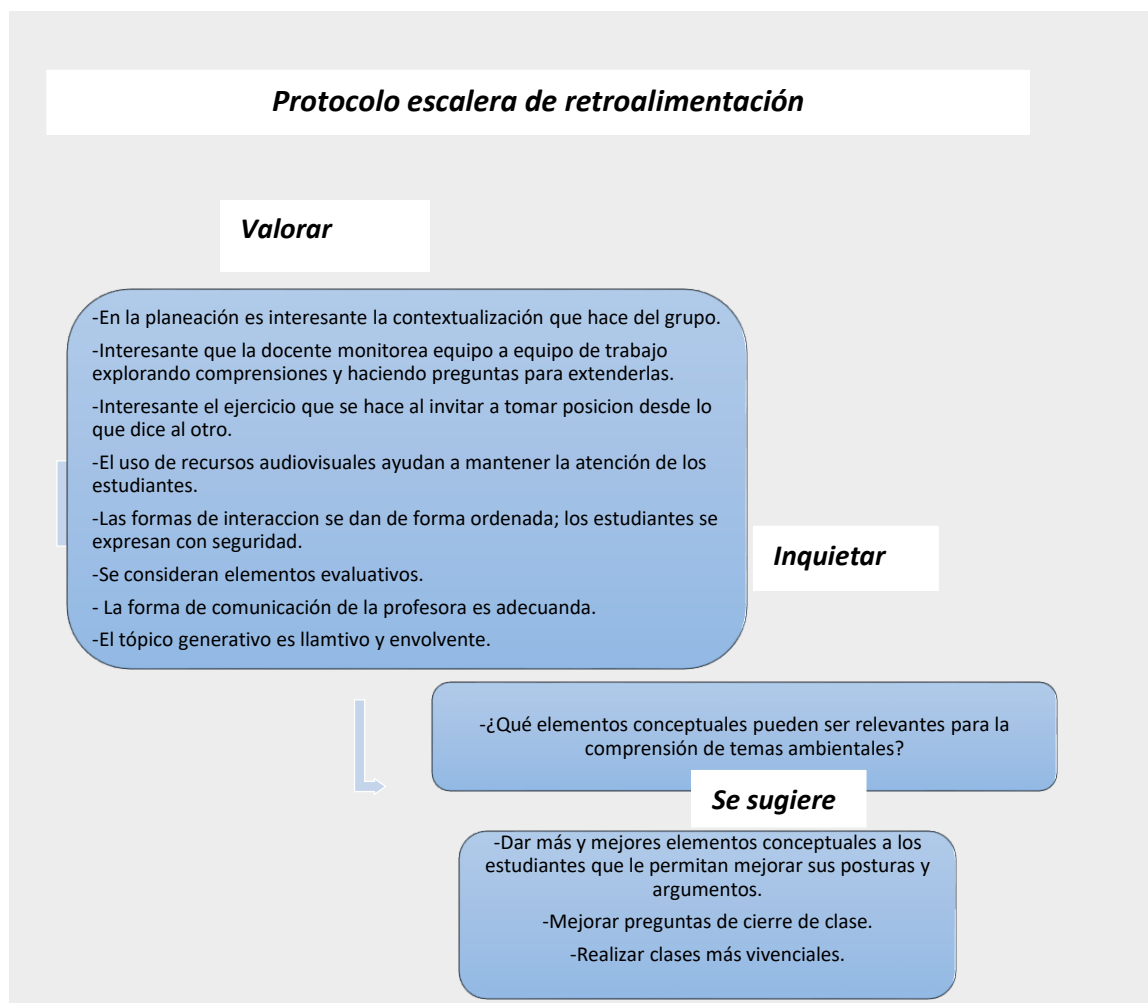 Protocolo escalera de retroalimentación
Valorar
-En la planeación es interesante la contextualización que hace del grupo.
-Interesante que la docente monitorea equipo a equipo de trabajo
explorando comprensiones y haciendo preguntas para extenderlas.
-Interesante el ejercicio que se hace al invitar a tomar posicion desde lo
que dice al otro.
-El uso de recursos audiovisuales ayudan a mantener la atención de los
estudiantes.
-Las formas de interaccion se dan de forma ordenada; los estudiantes se
expresan con seguridad.
-Se consideran elementos evaluativos.
- La forma de comunicación de la profesora es adecuanda.
-El tópico generativo es llamtivo y envolvente.
Inquietar
-¿Qué elementos conceptuales pueden ser relevantes para la
comprensión de temas ambientales?
Se sugiere
-Dar más y mejores elementos conceptuales a los
estudiantes que le permitan mejorar sus posturas y
argumentos.
-Mejorar preguntas de cierre de clase.
-Realizar clases más vivenciales.